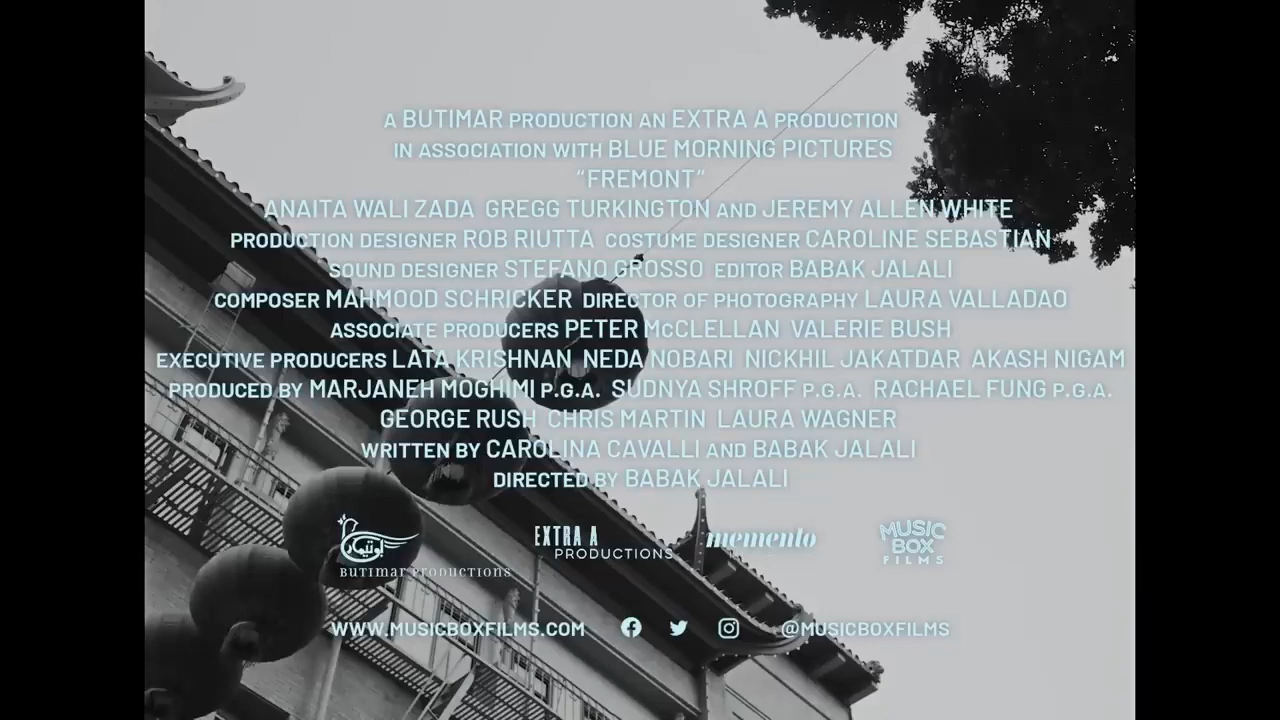 A BUTIMAR PRODUCTION AN EXTRA A PRODUCTION
IN ASSOCIATION WITH BLUE MORNING PICTURES
“FREMONT”
ANAITA WALI ZADA GREGG TURKINGTON AND JEREMY ALLEN WHITE
PRODUCTION DESIGNER ROB RIUTTA COSTUME DESIGNER CAROLINE SEBASTIAN
SOUND DESIGNER STEFANO GROSSO EDITOR BABAK JALALI
COMPOSER MAHMOOD SCHRICKER DIRECTOR OF PHOTOGRAPHY LAURA VALLADAO
ASSOCIATE PRODUCERS PETER McCLELLAN VALERIE BUSH
EXECUTIVE PRODUCERS LATA KRISHNAN NEDA NOBARI NICKHIL JAKATDAR AKASH NIGAM
PRODUCED BY MARJANEH MOGHIMI P.G.A. SUDNYA SHROFF P.G.A. RACHAEL FUNG P.G.A.
GEORGE RUSH CHRIS MARTIN LAURA WAGNER
WRITTEN BY CAROLINA CAVALLI AND BABAK JALALI
DIRECTED BY BABAK JALALI
بوتیمار
BUTIMAR PRODUCTIONS
EXTRA A
PRODUCTIONS
memento
MUSIC
BOX
FILMS
WWW.MUSICBOXFILMS.COM @MUSICBOXFILMS